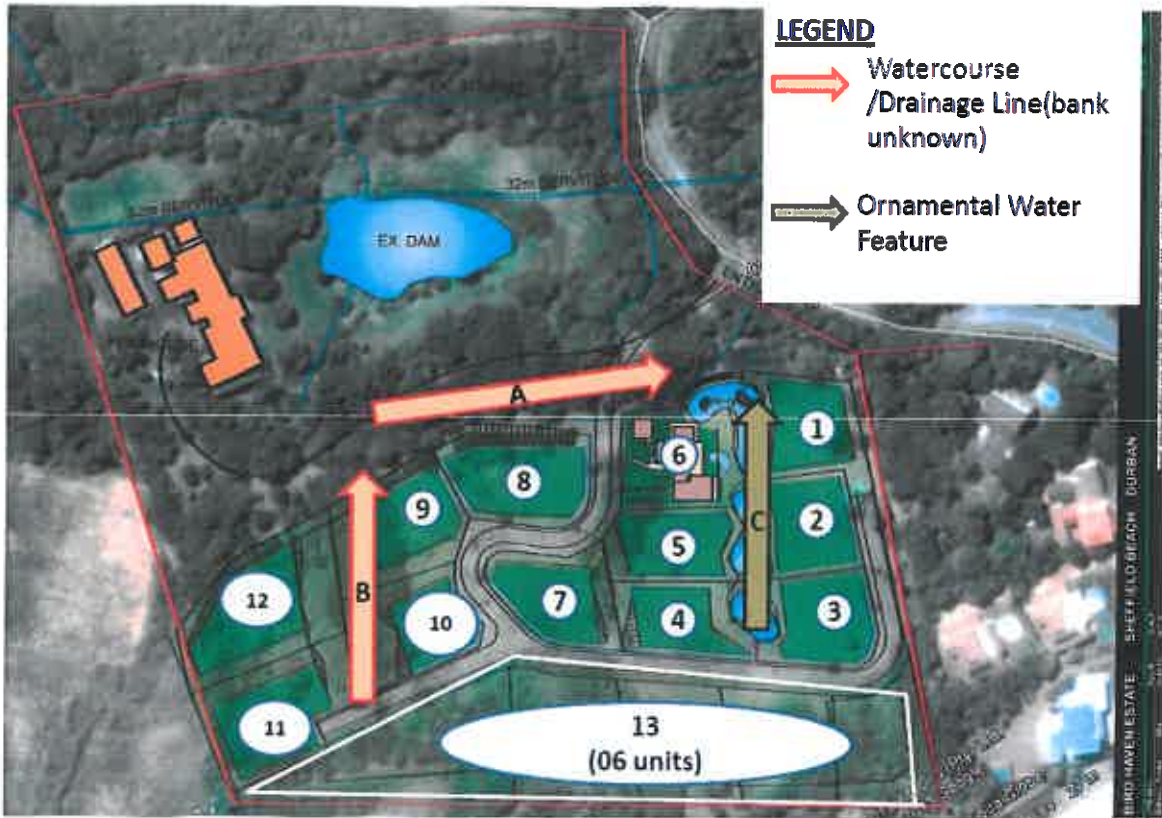 LEGEND
Watercourse
/Drainage Line(bank
unknown)
Ornamental Water
Feature
32m SERVITUDE
EX. DAM
A
1
6
8
2
9
C
5
B
12
7
10
4
3
11
13
(06 units)
BIRD HAVEN ESTATE SHEFFIELD BEACH DURBAN